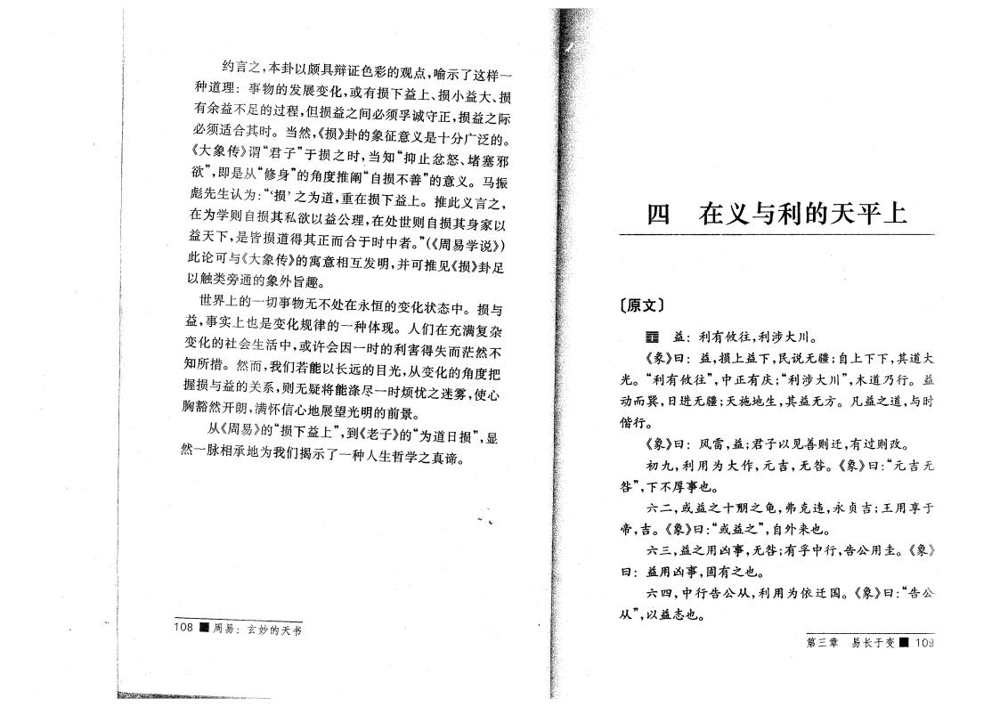 约言之，本卦以颇具辩证色彩的观点，喻示了这样一
种道理：事物的发展变化，或有损下益上、损小益大、损
有余益不足的过程，但损益之间必须孚诚守正，损益之际
必须适合其时。当然，《损》卦的象征意义是十分广泛的。
《大象传》谓“君子”于损之时，当知“抑止忿怒、堵塞邪
欲”，即是从“修身”的角度推阐“自损不善”的意义。马振
彪先生认为：“‘损’之为道，重在损下益上。推此义言之，
在为学则自损其私欲以益公理，在处世则自损其身家以
益天下，是皆损道得其正而合于时中者。”（《周易学说》）
此论可与《大象传》的寓意相互发明，并可推见《损》卦足
以触类旁通的象外旨趣。
世界上的一切事物无不处在永恒的变化状态中。损与
益，事实上也是变化规律的一种体现。人们在充满复杂
变化的社会生活中，或许会因一时的利害得失而茫然不
知所措。然而，我们若能以长远的目光，从变化的角度把
握损与益的关系，则无疑将能涤尽一时烦忧之迷雾，使心
胸豁然开朗，满怀信心地展望光明的前景。
从《周易》的“损下益上”，到《老子》的“为道日损”，显
然一脉相承地为我们揭示了一种人生哲学之真谛。
108 ■ 周易：玄妙的天书
四 在义与利的天平上
〔原文〕
䷩ 益：利有攸往，利涉大川。
《彖》曰：益，损上益下，民说无疆；自上下下，其道大
光。“利有攸往”，中正有庆；“利涉大川”，木道乃行。益
动而巽，日进无疆；天施地生，其益无方。凡益之道，与时
偕行。
《象》曰：风雷，益；君子以见善则迁，有过则改。
初九，利用为大作，元吉，无咎。《象》曰：“元吉无
咎”，下不厚事也。
六二，或益之十朋之龟，弗克违，永贞吉；王用享于
帝，吉。《象》曰：“或益之”，自外来也。
六三，益之用凶事，无咎；有孚中行，告公用圭。《象》
曰：益用凶事，固有之也。
六四，中行告公从，利用为依迁国。《象》曰：“告公
从”，以益志也。
第三章 易长于变 ■ 109